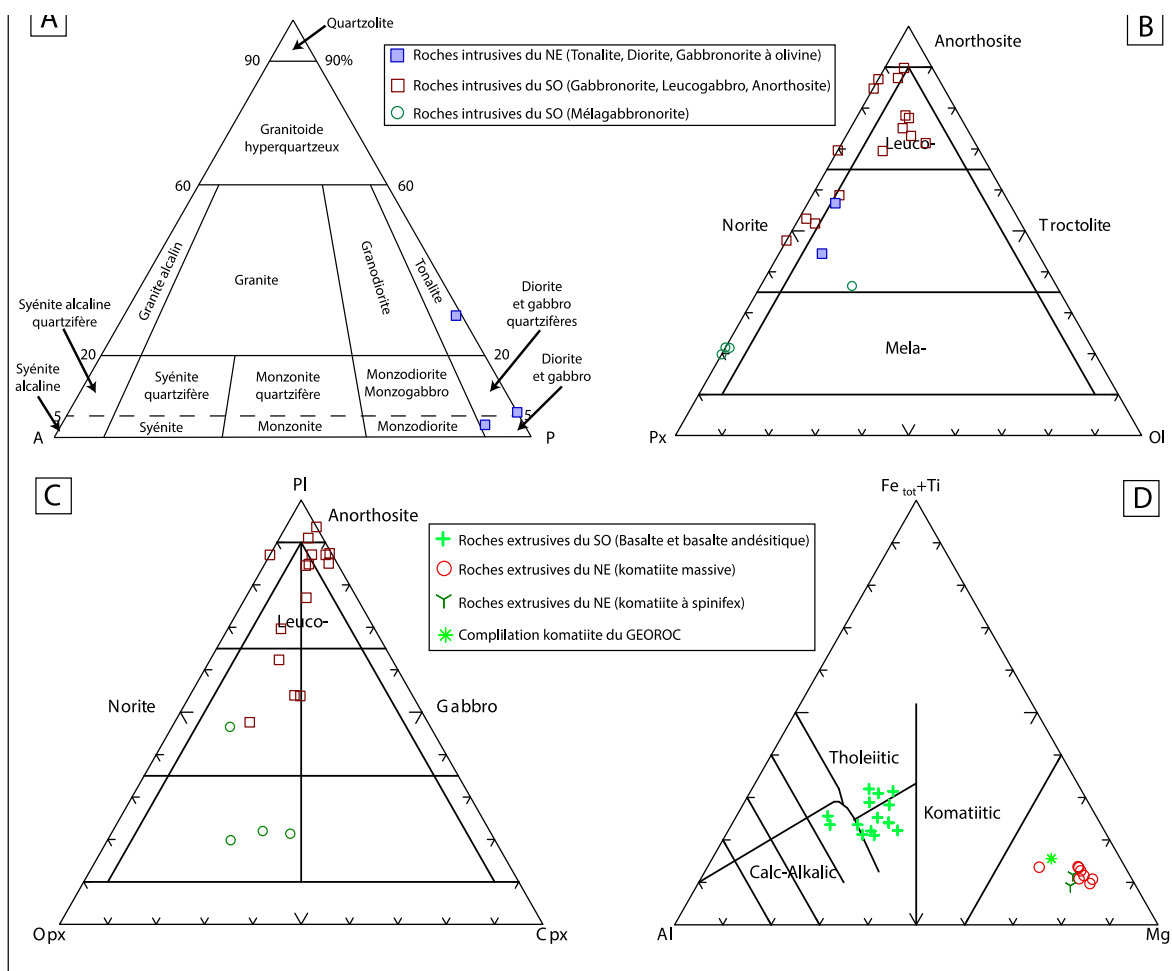 A
Quartzolite
90
90%
Granitoide
hyperquartzeux
60
60
Granite alcalin
Granite
Granodiorite
Tonalite
Syénite alcaline
quartzifère
Diorite
et gabbro
quartzifères
20
20
Syénite
alcaline
Syénite
quartzifère
Monzonite
quartzifère
Monzodiorite
Monzogabbro
Diorite
et gabbro
5
5
A
Syénite
Monzonite
Monzodiorite
P
Roches intrusives du NE (Tonalite, Diorite, Gabbronorite à olivine)
Roches intrusives du SO (Gabbronorite, Leucogabbro, Anorthosite)
Roches intrusives du SO (Mélagabbronorite)
B
Anorthosite
Leuco-
Norite
Troctolite
Mela-
Px
Ol
C
Pl
Anorthosite
Leuco-
Norite
Gabbro
Opx
Cpx
Roches extrusives du SO (Basalte et basalte andésitique)
Roches extrusives du NE (komatiite massive)
Roches extrusives du NE (komatiite à spinifex)
Complilation komatiite du GEOROC
D
Fe tot+Ti
Tholeiitic
Komatiitic
Calc-Alkalic
Al
Mg